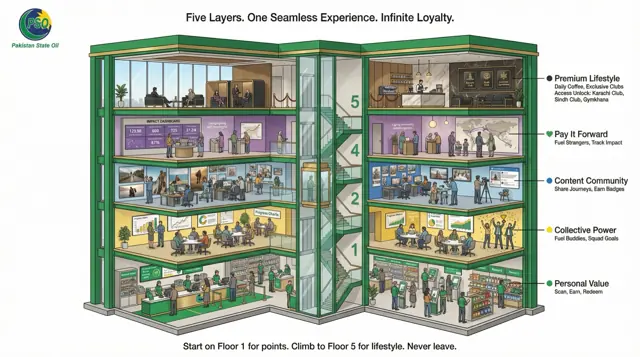 PSO
Pakistan State Oil
Five Layers. One Seamless Experience. Infinite Loyalty.
5
Premium Lifestyle
Daily Coffee, Exclusive Clubs
Access Unlock: Karachi Club,
Sindh Club, Gymkhana
IMPACT DASHBOARD
4
Pay It Forward
Fuel Strangers, Track Impact
Content Community
Share Journeys, Earn Badges
2
Collective Power
Fuel Buddies, Squad Goals
1
Personal Value
Scan, Earn, Redeem
Start on Floor 1 for points. Climb to Floor 5 for lifestyle. Never leave.